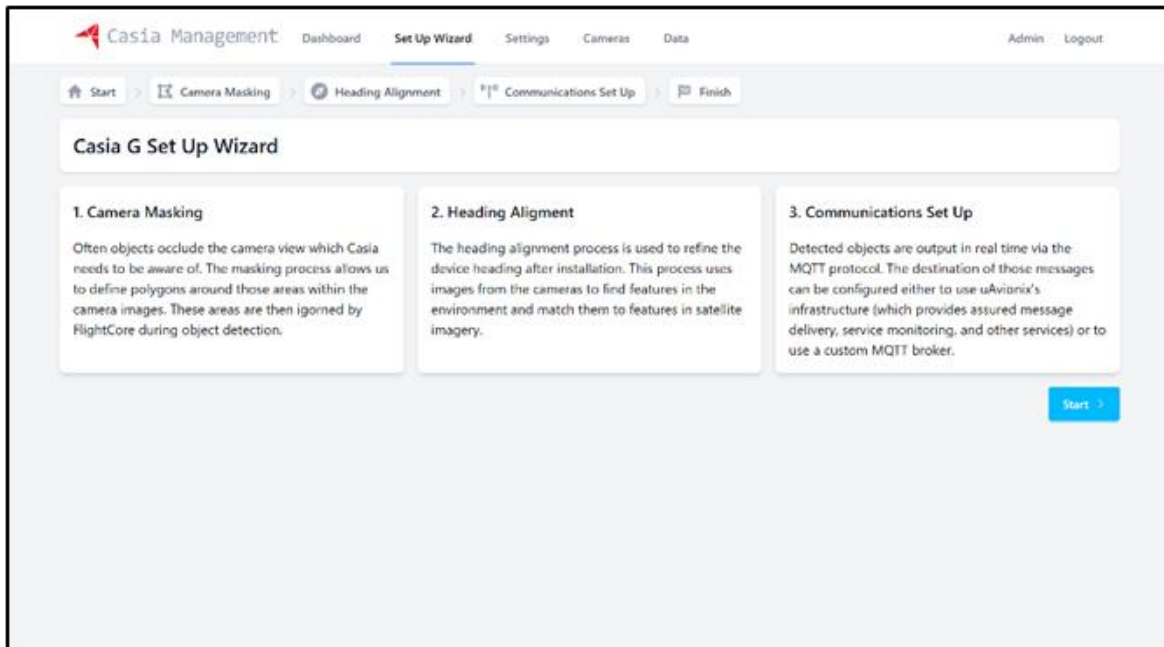 Casia Management Dashboard Set Up Wizard Settings Cameras Data Admin Logout
Start Camera Masking Heading Alignment Communications Set Up Finish
Casia G Set Up Wizard
1. Camera Masking
Often objects occlude the camera view which Casia
needs to be aware of. The masking process allows us
to define polygons around those areas within the
camera images. These areas are then igorned by
FlightCore during object detection.
2. Heading Aligment
The heading alignment process is used to refine the
device heading after installation. This process uses
images from the cameras to find features in the
environment and match them to features in satellite
imagery.
3. Communications Set Up
Detected objects are output in real time via the
MQTT protocol. The destination of those messages
can be configured either to use uAvionix's
infrastructure (which provides assured message
delivery, service monitoring, and other services) or to
use a custom MQTT broker.
Start